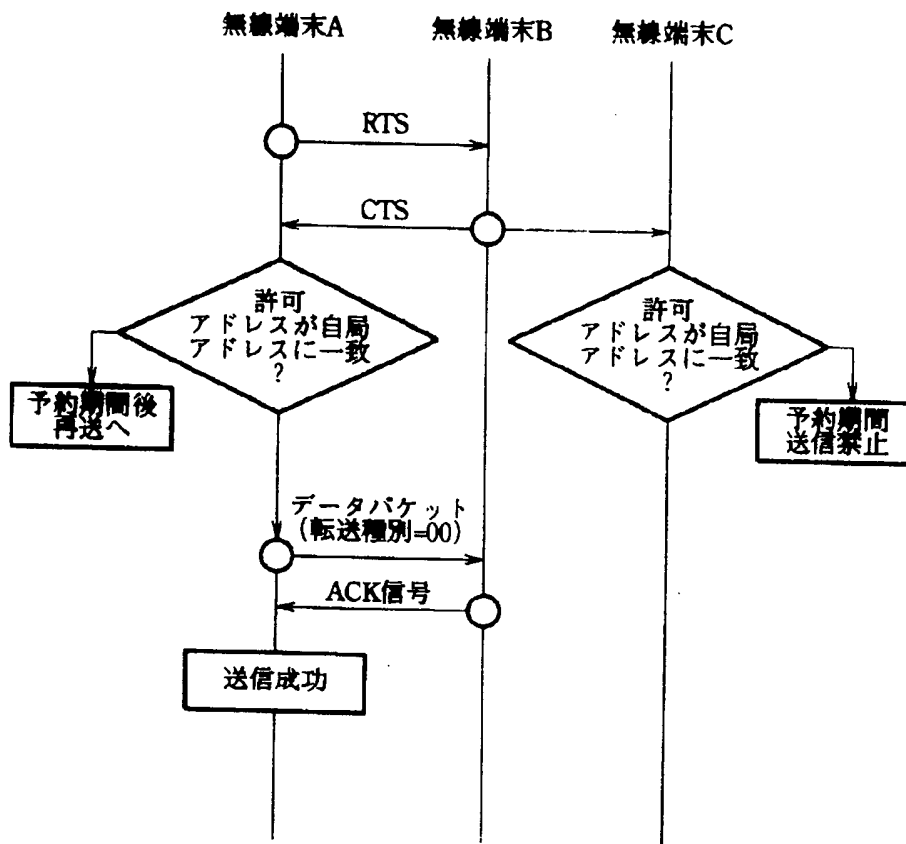 無線端末A
無線端末B
無線端末C
RTS
CTS
許可
アドレスが自局
アドレスに一致
?
許可
アドレスが自局
アドレスに一致
?
予約期間後
再送へ
予約期間
送信禁止
データパケット
(転送種別=00)
ACK信号
送信成功